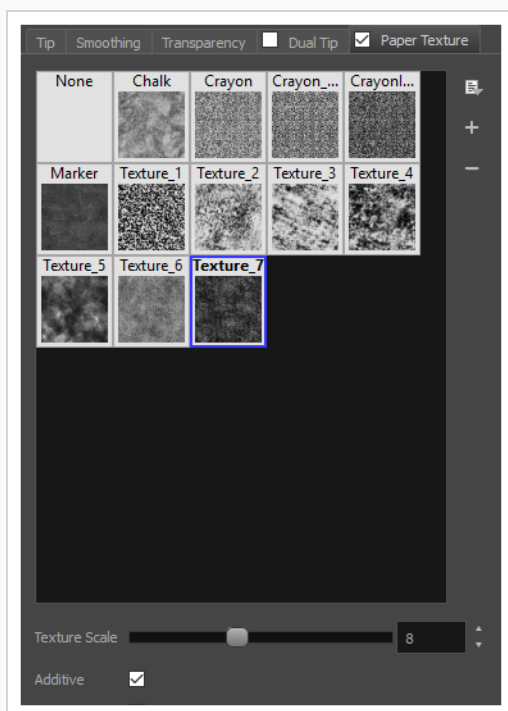 Tip Smoothing Transparency Dual Tip Paper Texture
None Chalk Crayon Crayon_... CrayonI...
Marker Texture_1 Texture_2 Texture_3 Texture_4
Texture_5 Texture_6 Texture_7
Texture Scale 8
Additive